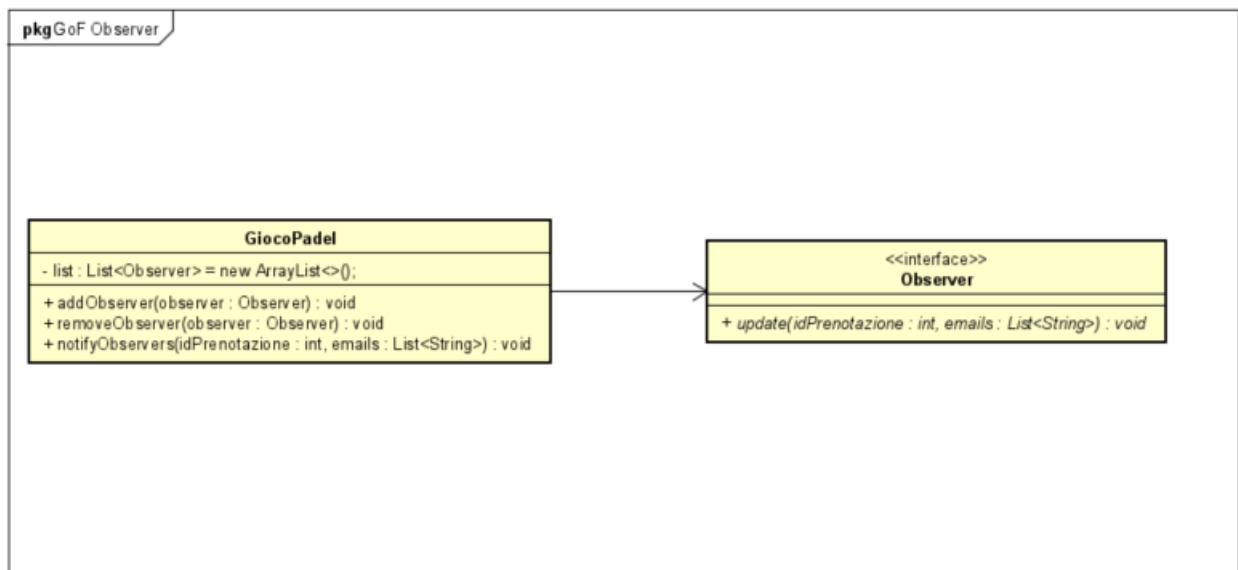 pkg GoF Observer
GiocoPadel
- list : List<Observer> = new ArrayList<>();
+ addObserver(observer : Observer) : void
+ removeObserver(observer : Observer) : void
+ notifyObservers(idPrenotazione : int, emails : List<String>) : void
<<interface>>
Observer
+ update(idPrenotazione : int, emails : List<String>) : void